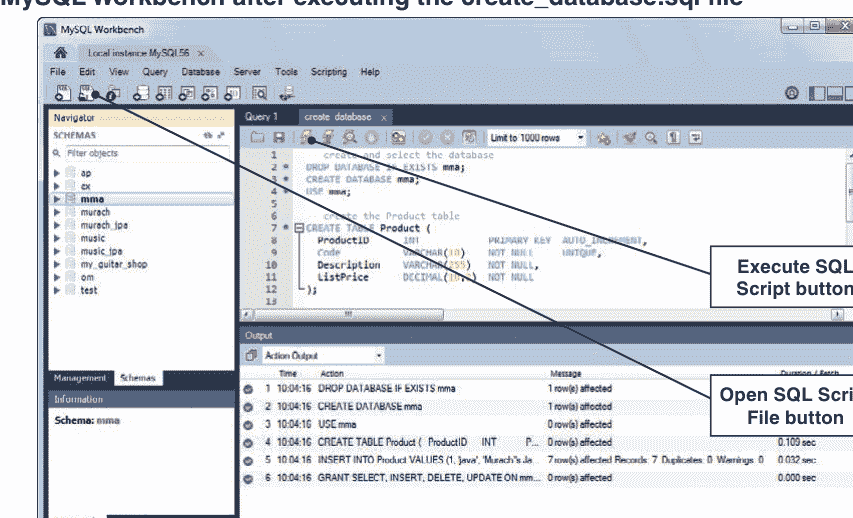 MySQL Workbench after executing the create_database.sql file
MySQL Workbench
Local instance MySQL56 ×
File Edit View Query Database Server Tools Scripting Help
Navigator
SCHEMAS
Filter objects
ap
ex
mma
murach
murach_jpa
music
music_jpa
my_guitar_shop
om
test
Management Schemas
Information
Schema: mma
Query 1 create database ×
Limit to 1000 rows
1 create and select the database
2 DROP DATABASE IF EXISTS mma;
3 CREATE DATABASE mma;
4 USE mma;
5
6 create the Product table
7 CREATE TABLE Product (
8 ProductID INT PRIMARY KEY AUTO_INCREMENT,
9 Code VARCHAR(10) NOT NULL UNIQUE,
10 Description VARCHAR(255) NOT NULL,
11 ListPrice DECIMAL(10, ) NOT NULL
12 );
13
Execute SQL
Script button
Output
Action Output
Time Action Message Duration / Fetch
1 10:04:16 DROP DATABASE IF EXISTS mma 1 row(s) affected
2 10:04:16 CREATE DATABASE mma 1 row(s) affected
3 10:04:16 USE mma 0 row(s) affected
4 10:04:16 CREATE TABLE Product ( ProductID INT P... 0 row(s) affected 0.109 sec
5 10:04:16 INSERT INTO Product VALUES (1, 'java', 'Murach''s Ja... 7 row(s) affected Records: 7 Duplicates: 0 Warnings: 0 0.032 sec
6 10:04:16 GRANT SELECT, INSERT, DELETE, UPDATE ON mm... 0 row(s) affected 0.000 sec
Open SQL Scri
File button